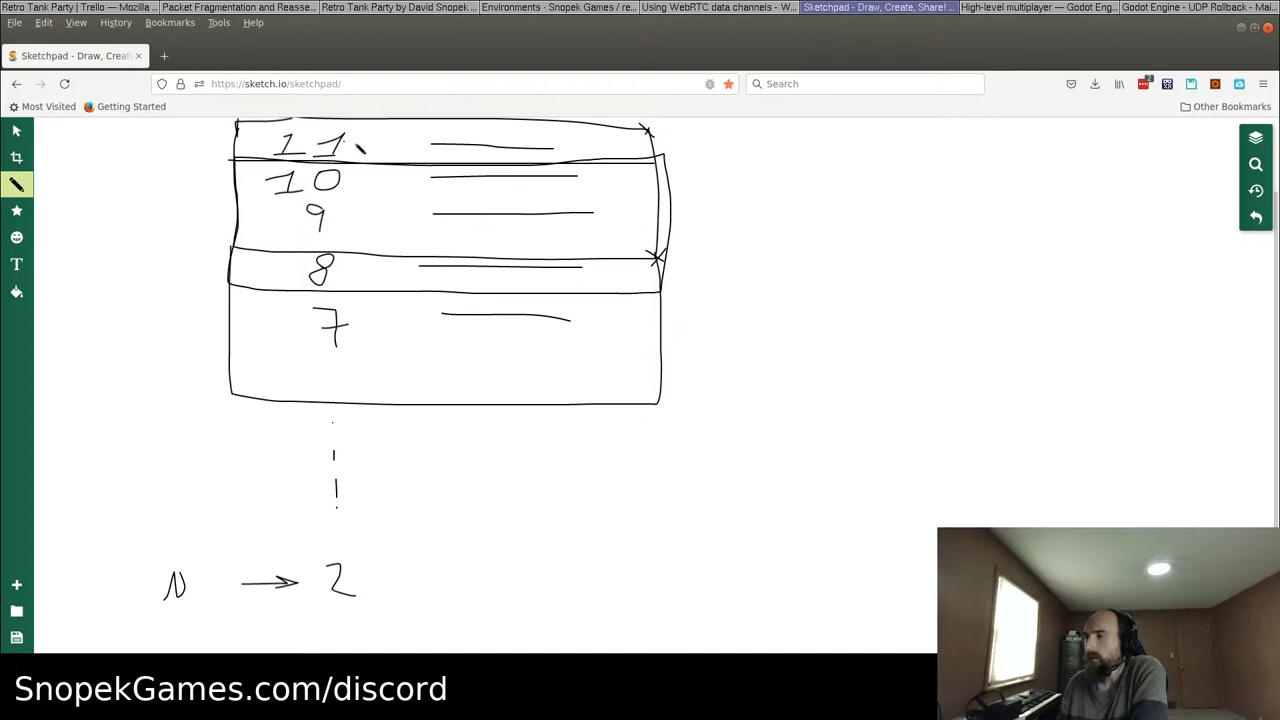 Retro Tank Party | Trello — Mozilla ...
Packet Fragmentation and Reasse...
Retro Tank Party by David Snopek ...
Environments · Snopek Games / re...
Using WebRTC data channels - W...
Sketchpad - Draw, Create, Share! ...
High-level multiplayer — Godot En...
Godot Engine - UDP Rollback - Mai...
File Edit View History Bookmarks Tools Help
Sketchpad - Draw, Create
https://sketch.io/sketchpad/
Search
2
Most Visited
Getting Started
Other Bookmarks
11
10
9
8
7
N → 2
T
SnopekGames.com/discord